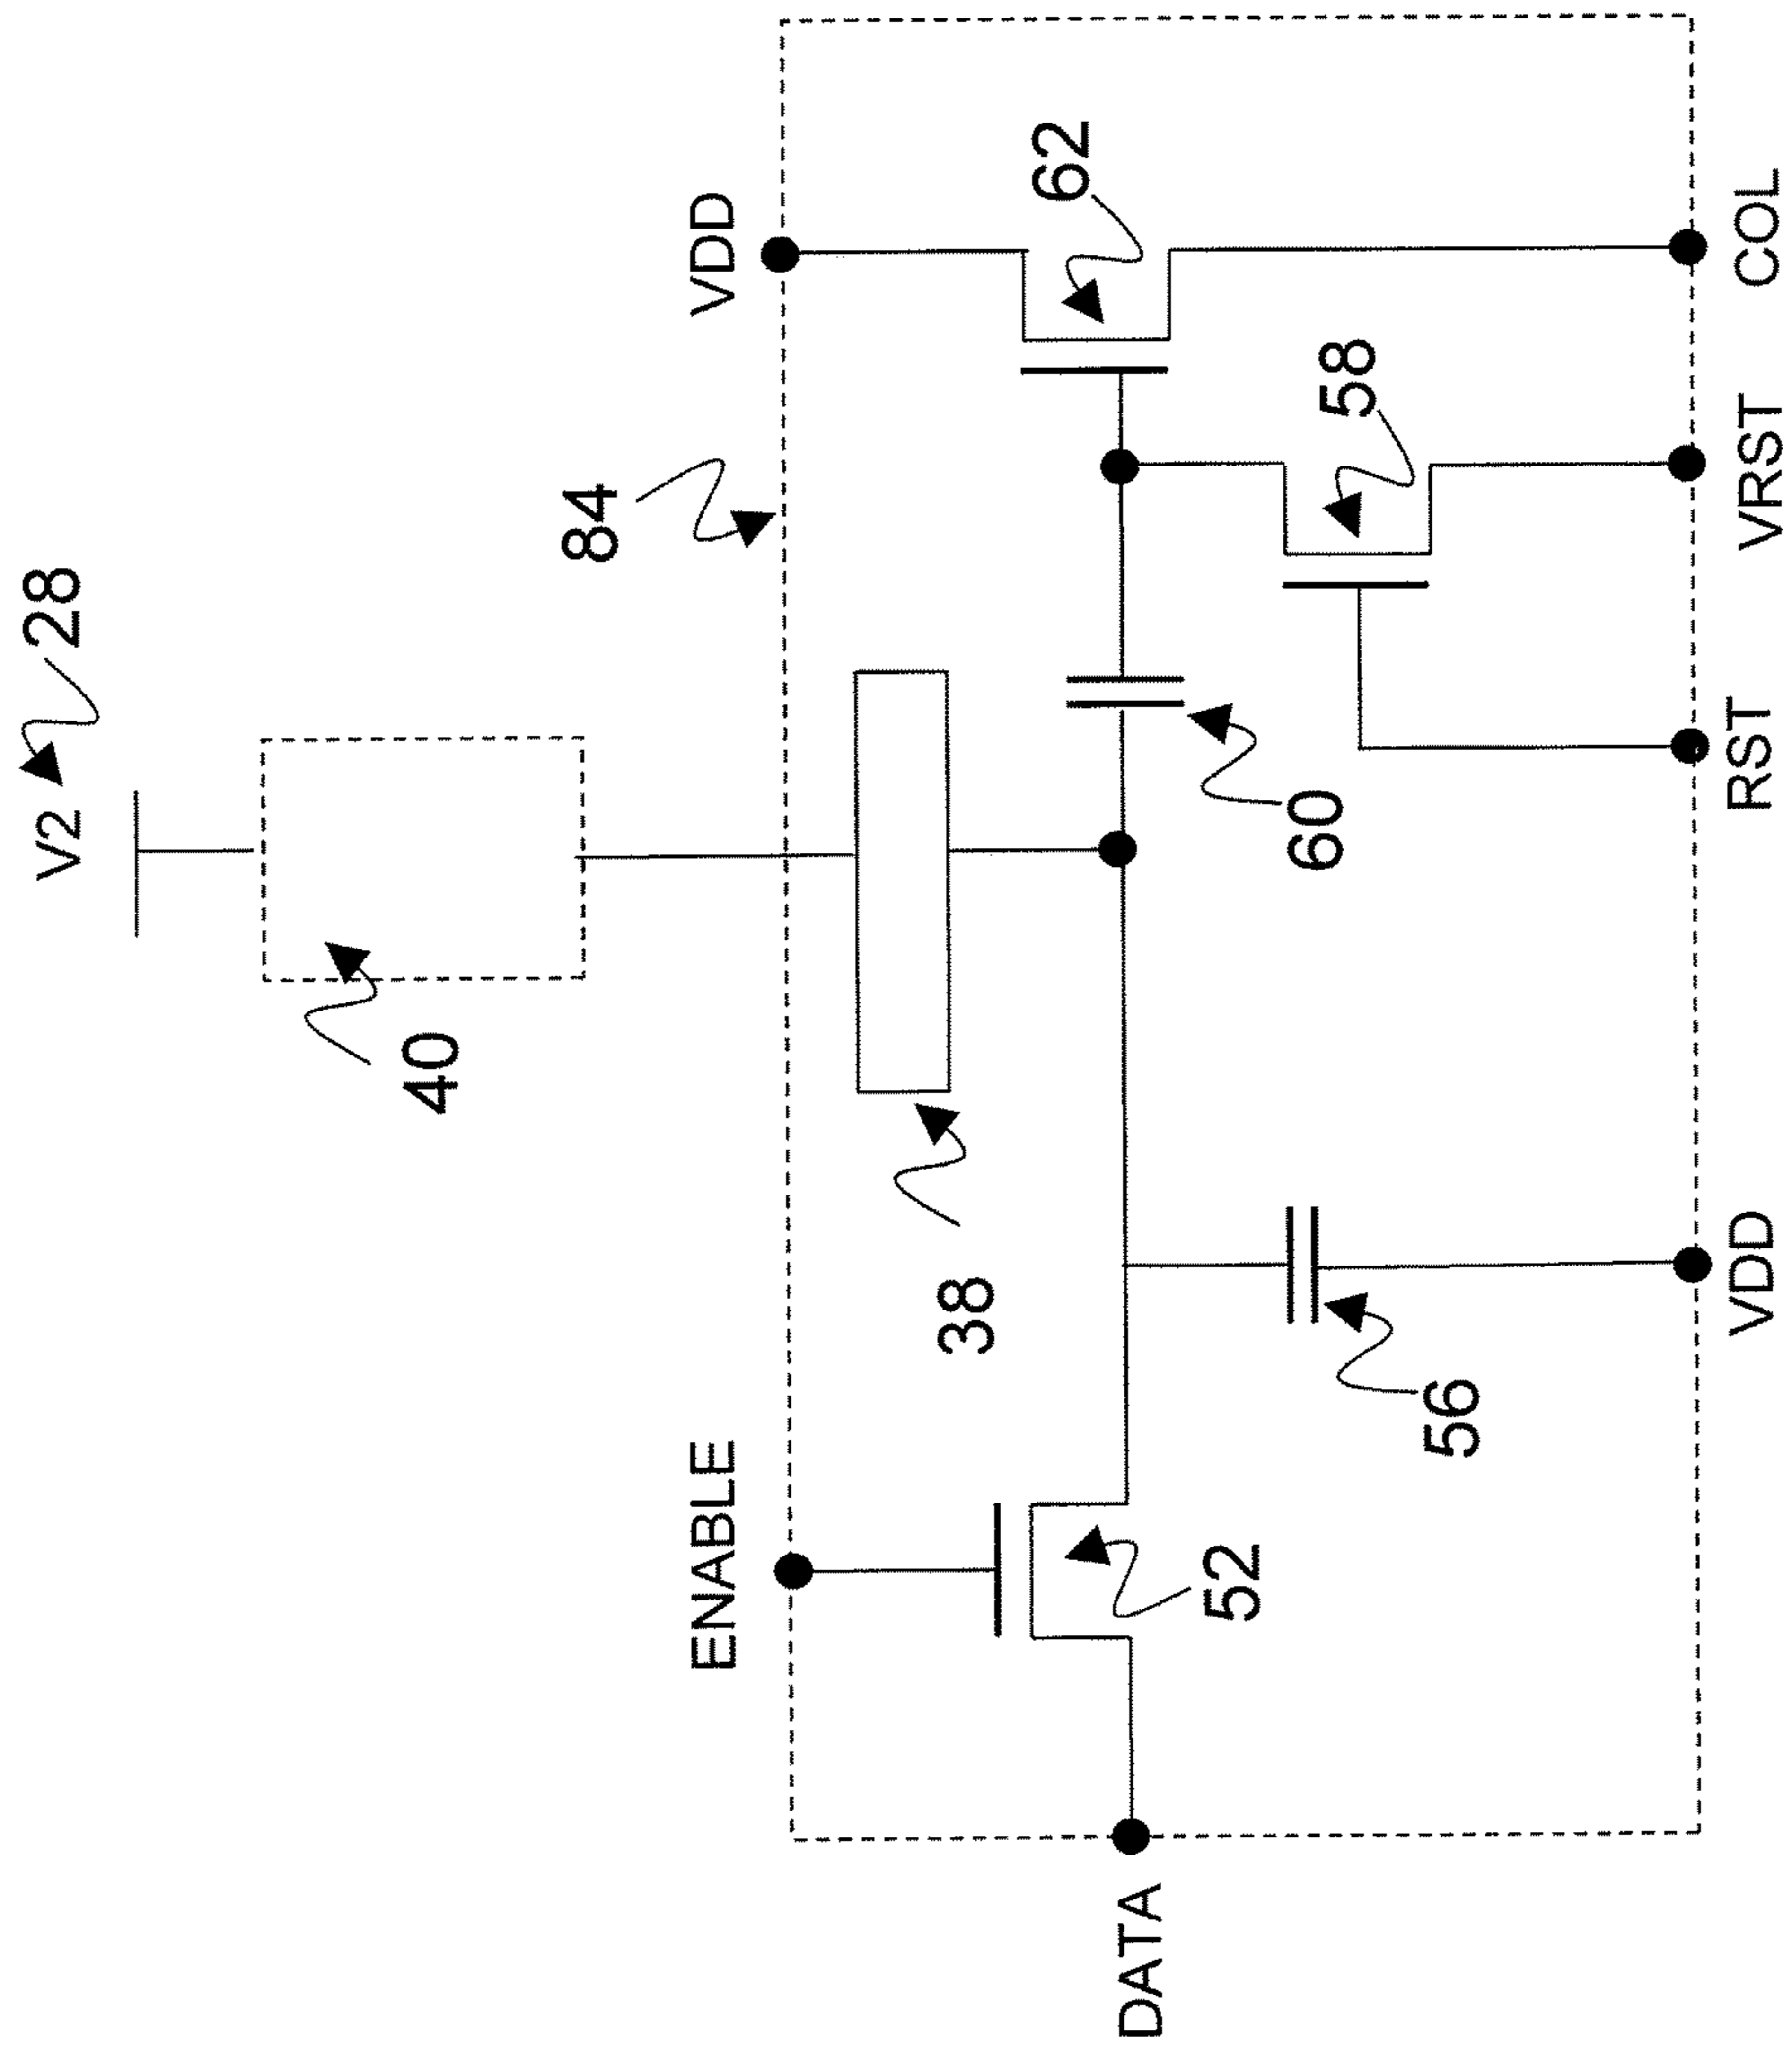 V2
28
40
84
VDD
62
38
58
60
ENABLE
52
56
DATA
VDD
RST
VRST
COL